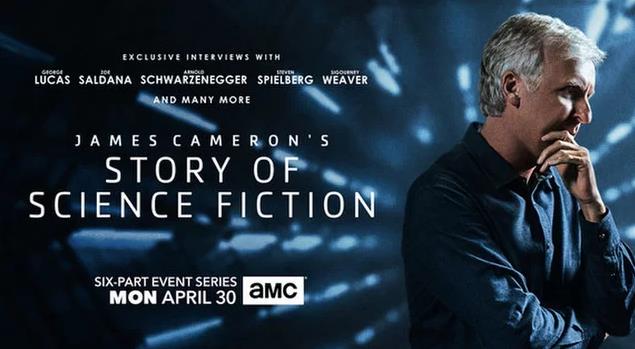 EXCLUSIVE INTERVIEWS WITH
GEORGE LUCAS ZOE SALDANA ARNOLD SCHWARZENEGGER STEVEN SPIELBERG SIGOURNEY WEAVER
AND MANY MORE
JAMES CAMERON'S
STORY OF
SCIENCE FICTION
SIX-PART EVENT SERIES
MON APRIL 30 aMC